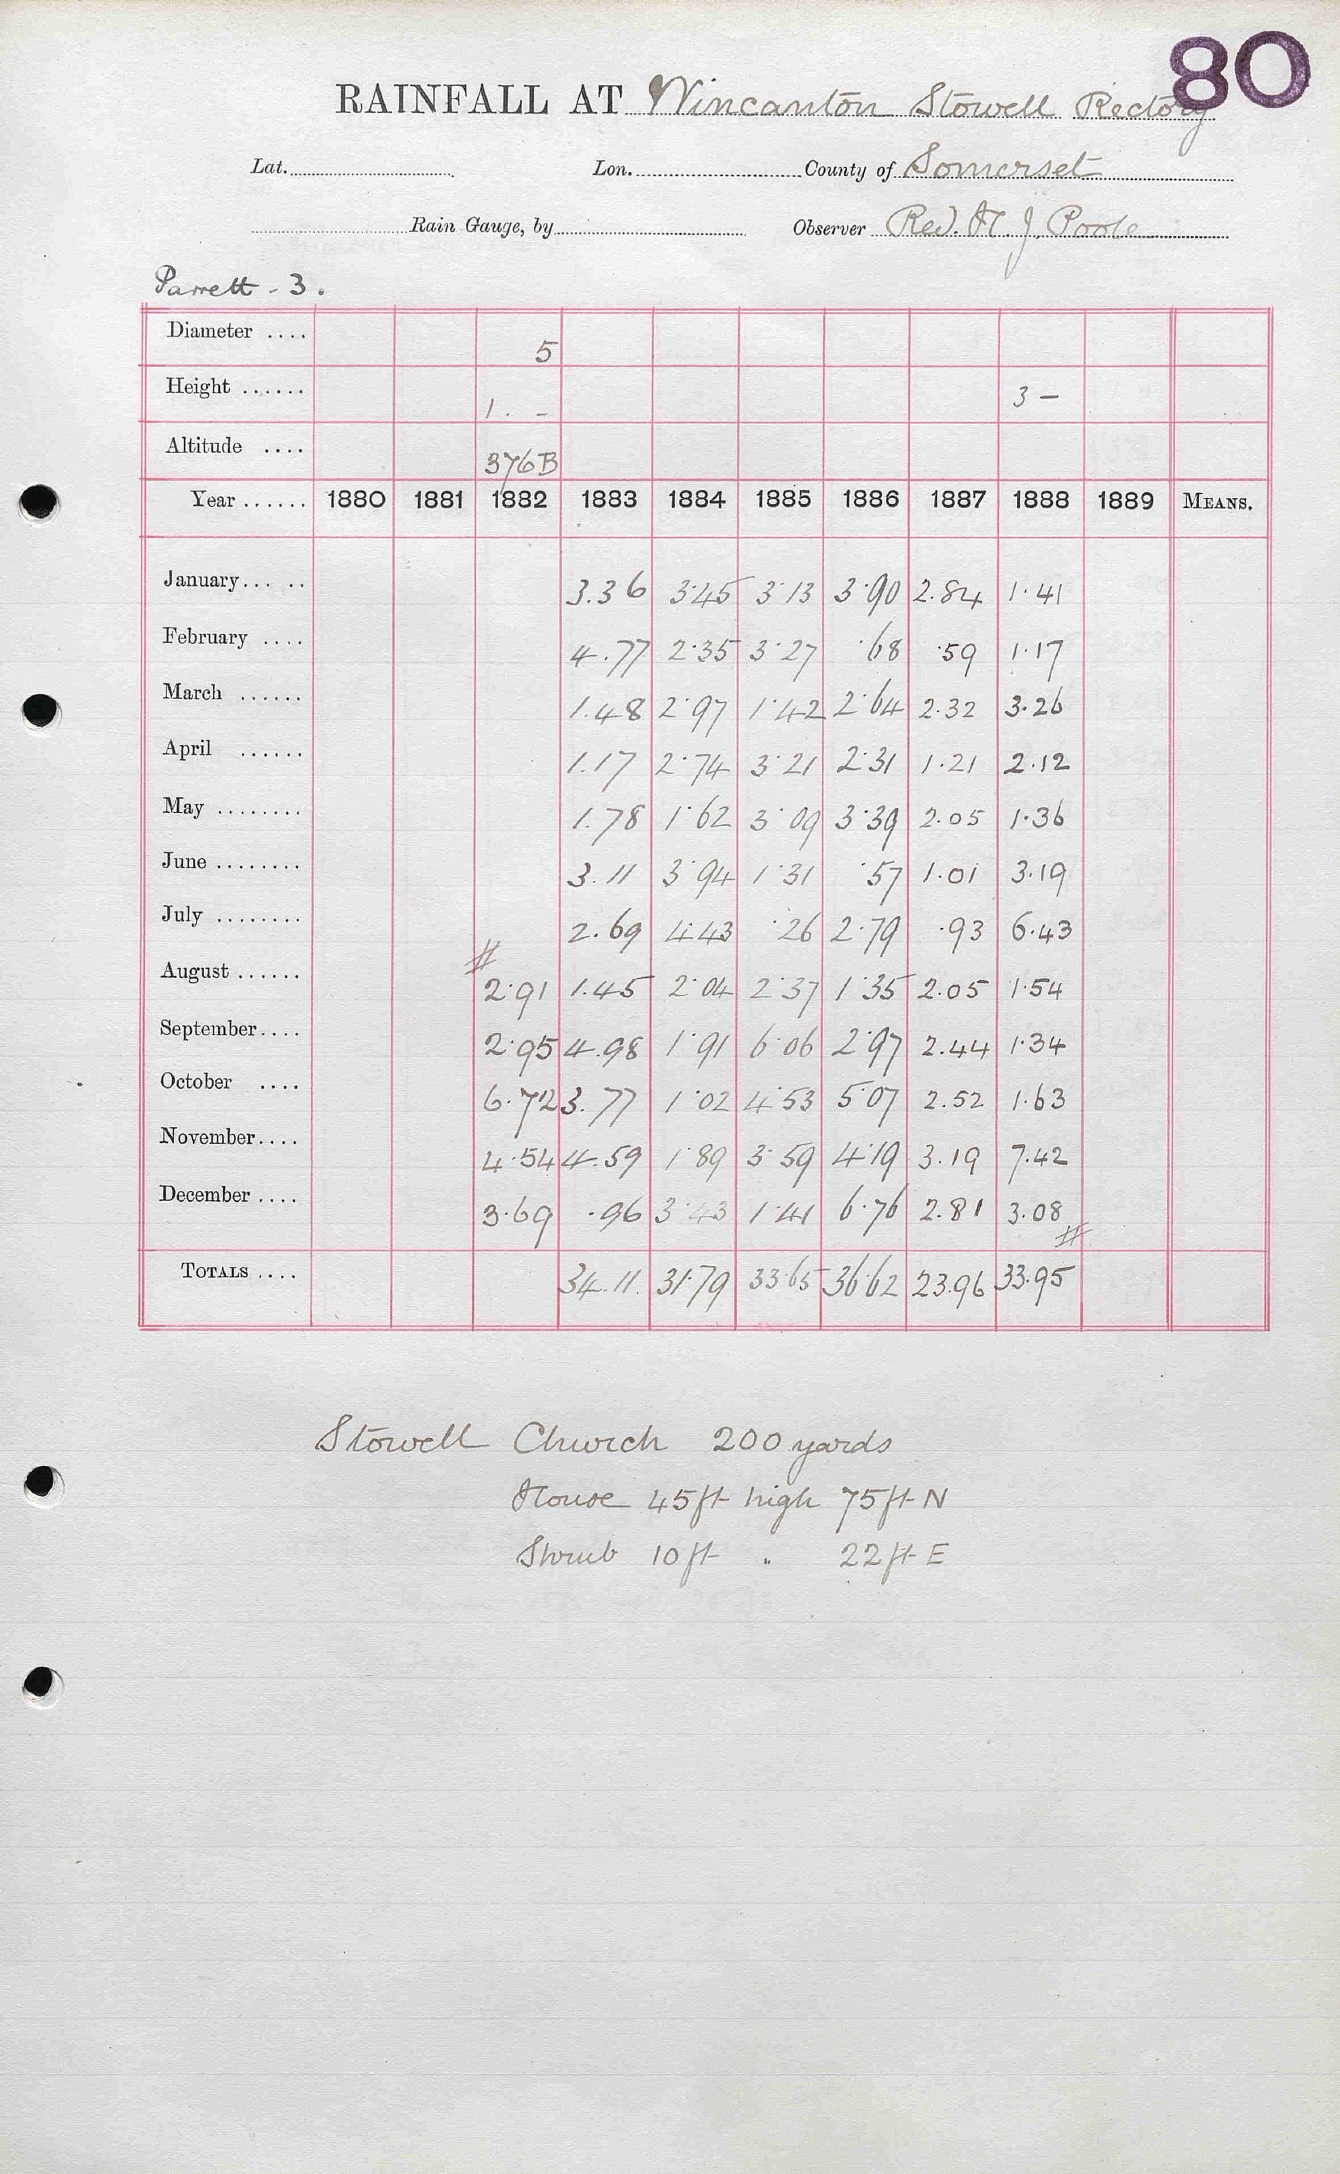 80
RAINFALL AT Wincanton Stowell Rectory
Lat. Lon. County of Somerset
Rain Gauge, by Observer Rev. H. J. Poole
Parrett - 3.
Diameter .... 5
Height ...... 1. - 3 -
Altitude .... 376B
Year ...... 1880 1881 1882 1883 1884 1885 1886 1887 1888 1889 MEANS.
January... .. 3.36 3.45 3.13 3.90 2.84 1.41
February .... 4.77 2.35 3.27 .68 .59 1.17
March ...... 1.48 2.97 1.42 2.64 2.32 3.26
April ...... 1.17 2.74 3.21 2.31 1.21 2.12
May ........ 1.78 1.62 3.09 3.39 2.05 1.36
June ........ 3.11 3.94 1.31 .57 1.01 3.19
July ........ 2.69 4.43 .26 2.79 .93 6.43
August ...... # 2.91 1.45 2.04 2.37 1.35 2.05 1.54
September.... 2.95 4.98 1.91 6.06 2.97 2.44 1.34
October .... 6.72 3.77 1.02 4.53 5.07 2.52 1.63
November.... 4.54 4.59 1.89 3.59 4.19 3.19 7.42
December .... 3.69 .96 3.43 1.41 6.76 2.81 3.08 #
TOTALS .... 34.11 31.79 33.65 36.62 23.96 33.95
Stowell Church 200 yards
House 45ft high 75ft N
Shrub 10ft " 22ft E